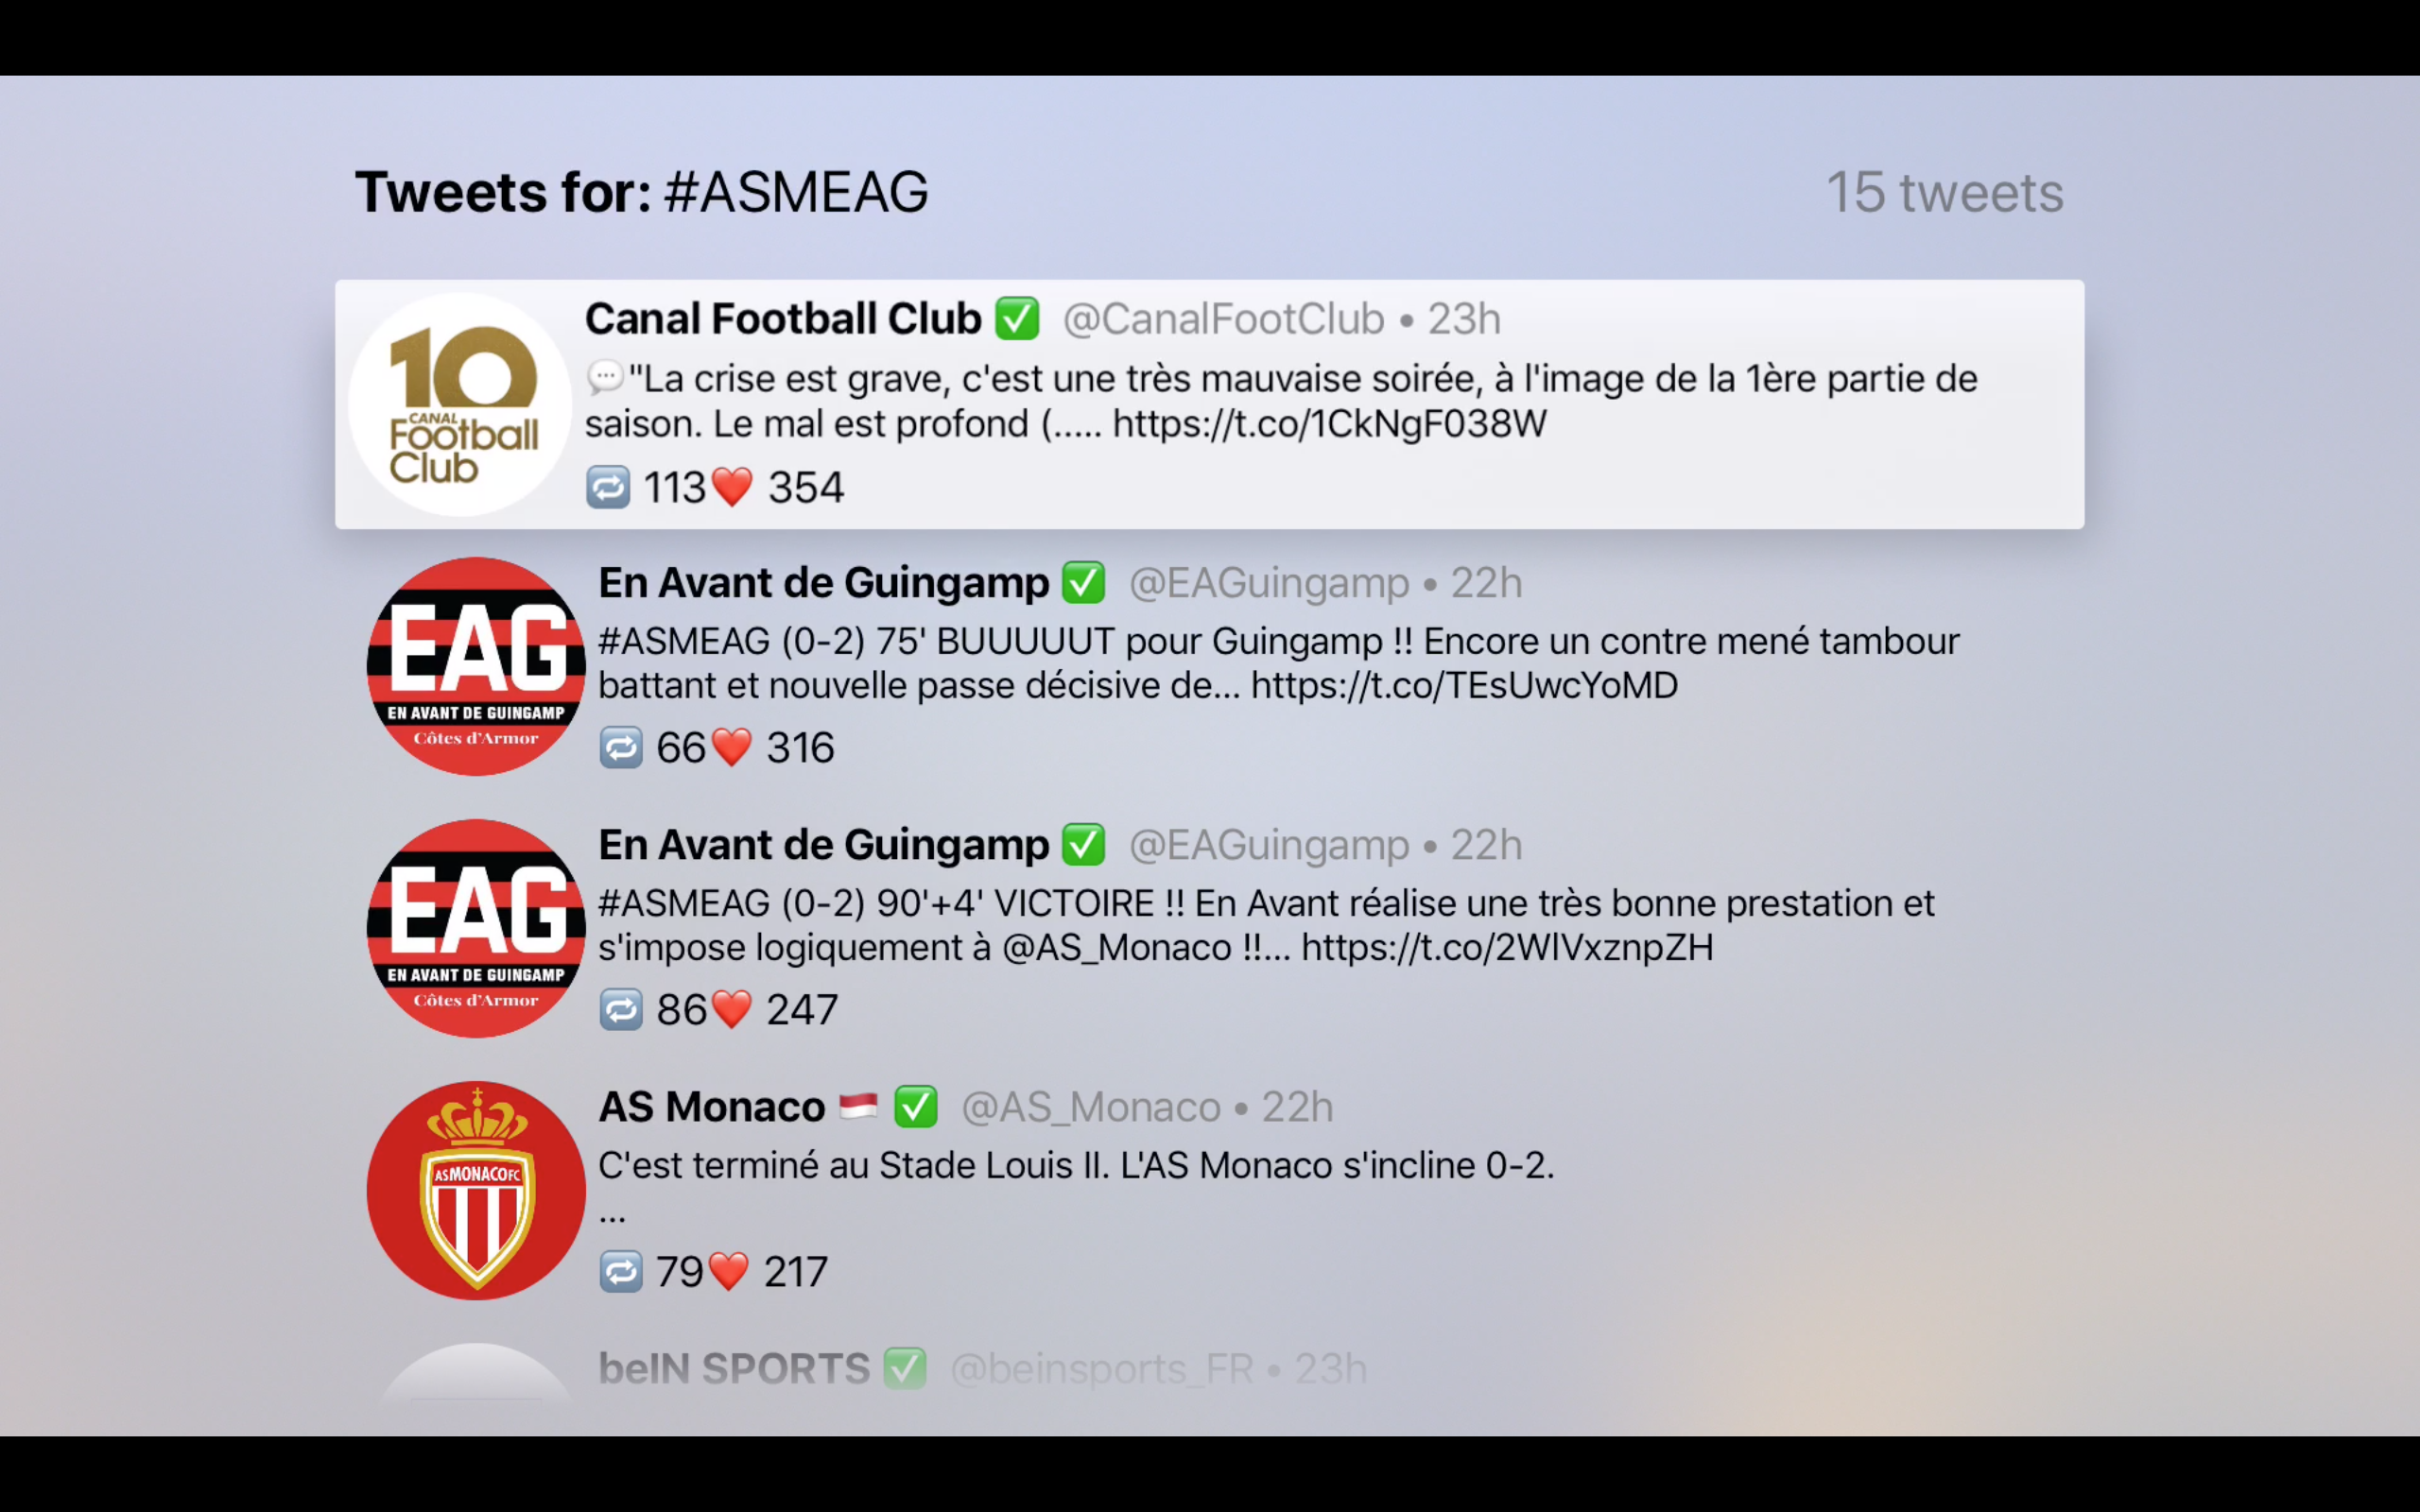 Tweets for: #ASMEAG
15 tweets
10
CANAL
Football
Club
Canal Football Club ✅ @CanalFootClub • 23h
💬"La crise est grave, c'est une très mauvaise soirée, à l'image de la 1ère partie de
saison. Le mal est profond (..... https://t.co/1CkNgF038W
🔁 113❤️ 354
EAG
EN AVANT DE GUINGAMP
Côtes d'Armor
En Avant de Guingamp ✅ @EAGuingamp • 22h
#ASMEAG (0-2) 75' BUUUUUT pour Guingamp !! Encore un contre mené tambour
battant et nouvelle passe décisive de... https://t.co/TEsUwcYoMD
🔁 66❤️ 316
EAG
EN AVANT DE GUINGAMP
Côtes d'Armor
En Avant de Guingamp ✅ @EAGuingamp • 22h
#ASMEAG (0-2) 90'+4' VICTOIRE !! En Avant réalise une très bonne prestation et
s'impose logiquement à @AS_Monaco !!... https://t.co/2WlVxznpZH
🔁 86❤️ 247
AS MONACO FC
AS Monaco 🇲🇨 ✅ @AS_Monaco • 22h
C'est terminé au Stade Louis II. L'AS Monaco s'incline 0-2.
...
🔁 79❤️ 217
beIN SPORTS ✅ @beinsports_FR • 23h